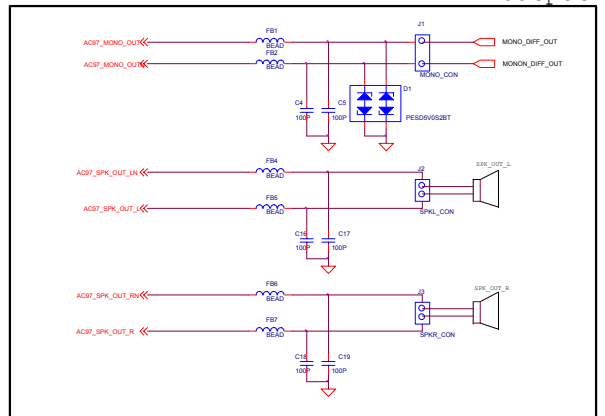 FB1
J1
AC97_MONO_OUT
BEAD
MONO_DIFF_OUT
FB2
AC97_MONO_OUTN
BEAD
MONON_DIFF_OUT
MONO_CON
D1
C4
C5
100P
100P
PESD5V0S2BT
FB4
SPK_OUT_L
AC97_SPK_OUT_LN
J2
BEAD
FB5
AC97_SPK_OUT_L
BEAD
SPKL_CON
C16
C17
100P
100P
FB6
SPK_OUT_R
AC97_SPK_OUT_RN
J3
BEAD
FB7
AC97_SPK_OUT_R
BEAD
SPKR_CON
C18
C19
100P
100P